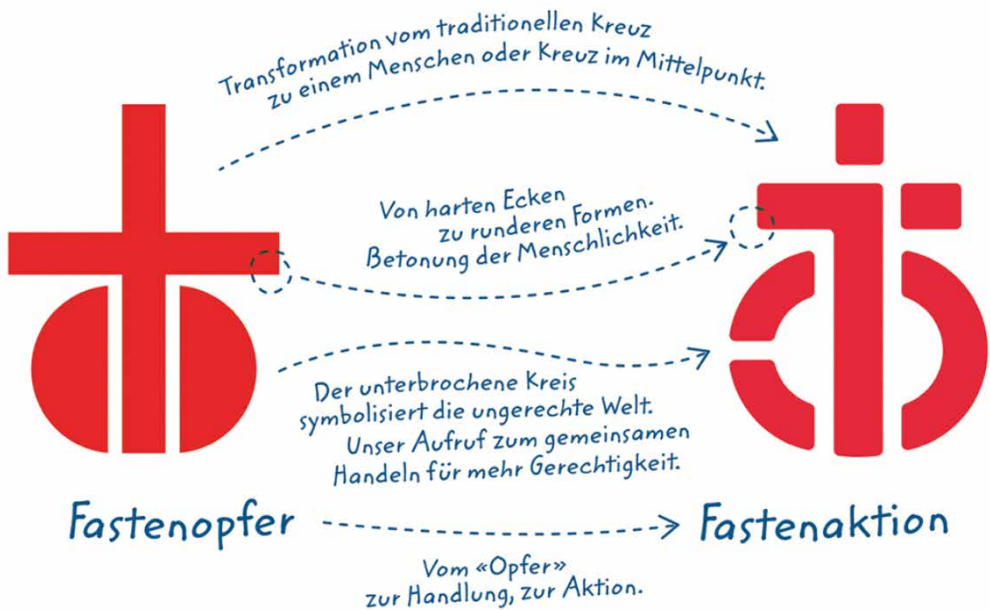 Transformation vom traditionellen Kreuz
zu einem Menschen oder Kreuz im Mittelpunkt.
Von harten Ecken
zu runderen Formen.
Betonung der Menschlichkeit.
Der unterbrochene Kreis
symbolisiert die ungerechte Welt.
Unser Aufruf zum gemeinsamen
Handeln für mehr Gerechtigkeit.
Fastenopfer
Fastenaktion
Vom «Opfer»
zur Handlung, zur Aktion.